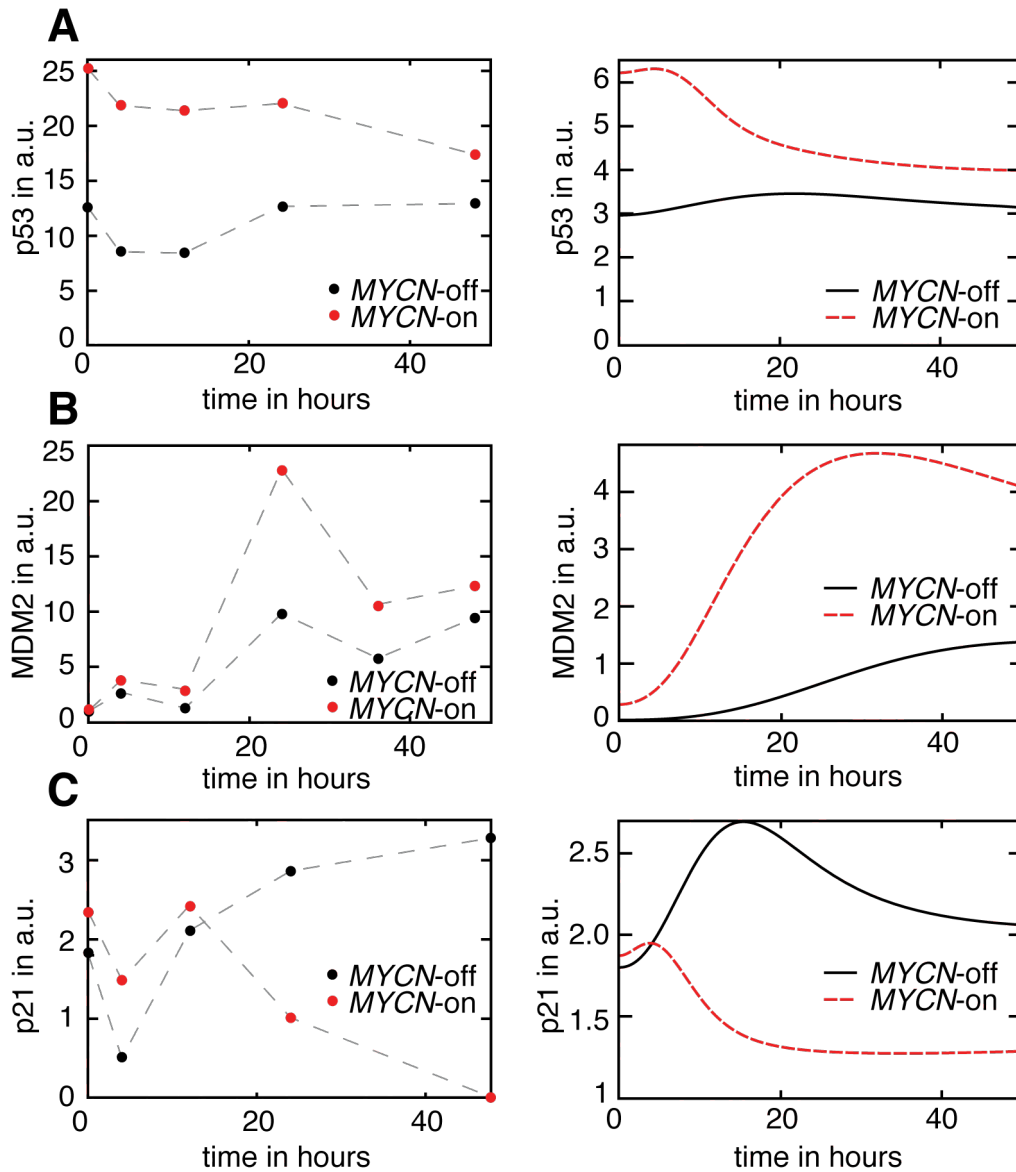 A
25
20
15
10
5
0
p53 in a.u.
MYCN-off
MYCN-on
0 20 40
time in hours
6
5
4
3
2
1
0
p53 in a.u.
MYCN-off
MYCN-on
0 20 40
time in hours
B
25
20
15
10
5
0
MDM2 in a.u.
MYCN-off
MYCN-on
0 20 40
time in hours
4
3
2
1
0
MDM2 in a.u.
MYCN-off
MYCN-on
0 20 40
time in hours
C
3
2
1
0
p21 in a.u.
MYCN-off
MYCN-on
0 20 40
time in hours
2.5
2.0
1.5
1
p21 in a.u.
MYCN-off
MYCN-on
0 20 40
time in hours